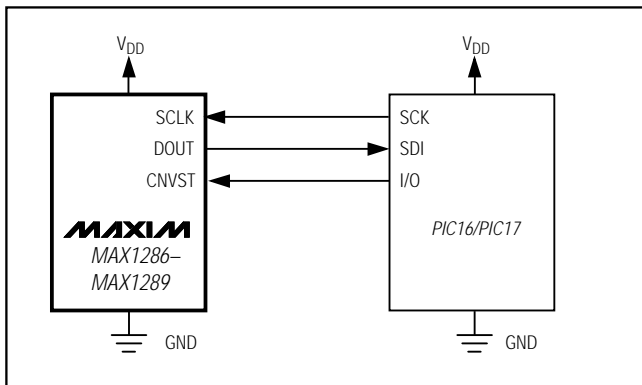 VDD VDD
SCLK SCK
DOUT SDI
CNVST I/O
MAXIM
MAX1286–
MAX1289
PIC16/PIC17
GND GND